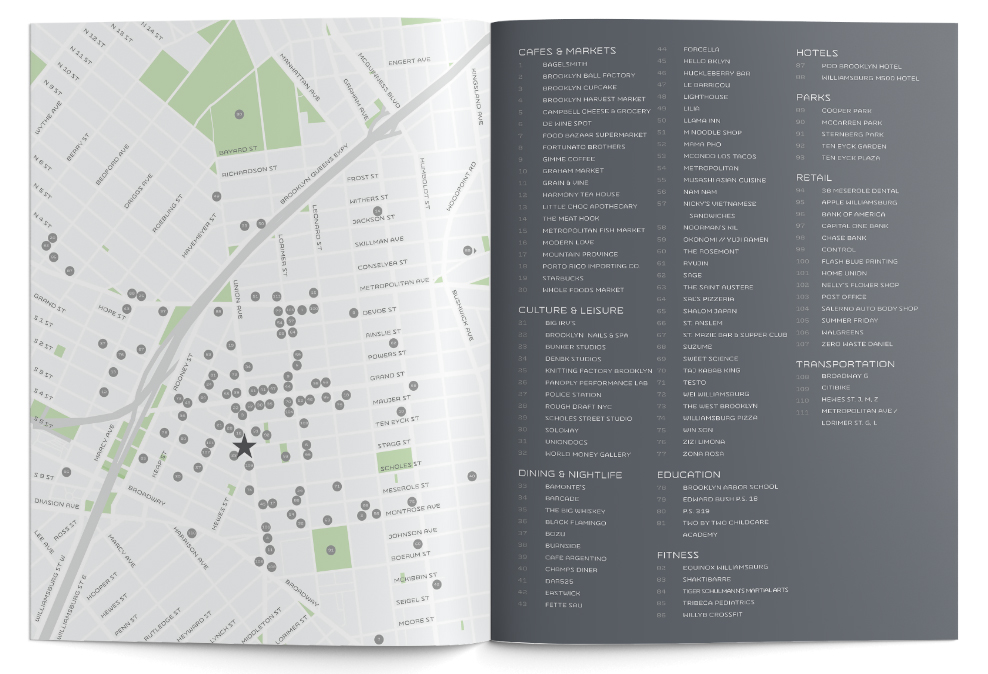 N 14 ST
N 13 ST
N 12 ST
N 11 ST
N 10 ST
N 9 ST
WYTHE AVE
BERRY ST
BEDFORD AVE
DRIGGS AVE
ROEBLING ST
HAVEMEYER ST
N 6 ST
N 5 ST
N 4 ST
MANHATTAN AVE
GRAHAM AVE
JACQUERIESS BLVD
ENGERT AVE
KINGSLAND AVE
BAYARD ST
RICHARDSON ST
BROOKLYN QUEENS EXPY
FROST ST
WITHERS ST
JACKSON ST
SKILLMAN AVE
CONSELYEA ST
METROPOLITAN AVE
HUMBOLDT ST
WOODPOINT RD
LEONARD ST
LORIMER ST
UNION AVE
BUSHWICK AVE
DEVOE ST
AINSLIE ST
POWERS ST
GRAND ST
MAUJER ST
TEN EYCK ST
STAGG ST
SCHOLES ST
MESEROLE ST
MONTROSE AVE
JOHNSON AVE
BOERUM ST
MCKIBBIN ST
SEIGEL ST
MOORE ST
GRAND ST
HOPE ST
S 1 ST
S 2 ST
S 3 ST
S 4 ST
S 5 ST
S 9 ST
RODNEY ST
MARCY AVE
KEAP ST
HEWES ST
BROADWAY
DIVISION AVE
ROSS ST
LEE AVE
MARCY AVE
HARRISON AVE
HOOPER ST
HEWES ST
PENN ST
RUTLEDGE ST
HEYWARD ST
LYNCH ST
MIDDLETON ST
LORIMER ST
BROADWAY
WILLIAMSBURG ST W
WILLIAMSBURG ST E
CAFES & MARKETS
1 BAGELSMITH
2 BROOKLYN BALL FACTORY
3 BROOKLYN CUPCAKE
4 BROOKLYN HARVEST MARKET
5 CAMPBELL CHEESE & GROCERY
6 DE WINE SPOT
7 FOOD BAZAAR SUPERMARKET
8 FORTUNATO BROTHERS
9 GIMME COFFEE
10 GRAHAM MARKET
11 GRAIN & VINE
12 HARMONY TEA HOUSE
13 LITTLE CHOC APOTHECARY
14 THE MEAT HOOK
15 METROPOLITAN FISH MARKET
16 MODERN LOVE
17 MOUNTAIN PROVINCE
18 PORTO RICO IMPORTING CO.
19 STARBUCKS
20 WHOLE FOODS MARKET
CULTURE & LEISURE
21 BIG IRV'S
22 BROOKLYN NAILS & SPA
23 BUNKER STUDIOS
24 DENSK STUDIOS
25 KNITTING FACTORY BROOKLYN
26 PANOPLY PERFORMANCE LAB
27 POLICE STATION
28 ROUGH DRAFT NYC
29 SCHOLES STREET STUDIO
30 SOLOWAY
31 UNIONDOCS
32 WORLD MONEY GALLERY
DINING & NIGHTLIFE
33 BAMONTE'S
34 BARCADE
35 THE BIG WHISKEY
36 BLACK FLAMINGO
37 BOZU
38 BURNSIDE
39 CAFE ARGENTINO
40 CHAMPS DINER
41 DAR525
42 EASTWICK
43 FETTE SAU
44 FORCELLA
45 HELLO BKLYN
46 HUCKLEBERRY BAR
47 LE BARRICOU
48 LIGHTHOUSE
49 LILIA
50 LLAMA INN
51 M NOODLE SHOP
52 MAMA PHO
53 MCONDO LOS TACOS
54 METROPOLITAN
55 MUSASHI ASIAN CUISINE
56 NAM NAM
57 NICKY'S VIETNAMESE
SANDWICHES
58 NOORMAN'S KIL
59 OKONOMI // YUJI RAMEN
60 THE ROSEMONT
61 RYUJIN
62 SAGE
63 THE SAINT AUSTERE
64 SAL'S PIZZERIA
65 SHALOM JAPAN
66 ST. ANSLEM
67 ST. MAZIE BAR & SUPPER CLUB
68 SUZUME
69 SWEET SCIENCE
70 TAJ KABAB KING
71 TESTO
72 WEI WILLIAMSBURG
73 THE WEST BROOKLYN
74 WILLIAMSBURG PIZZA
75 WIN SON
76 ZIZI LIMONA
77 ZONA ROSA
EDUCATION
78 BROOKLYN ARBOR SCHOOL
79 EDWARD BUSH P.S. 18
80 P.S. 319
81 TWO BY TWO CHILDCARE
ACADEMY
FITNESS
82 EQUINOX WILLIAMSBURG
83 SHAKTIBARRE
84 TIGER SCHULMANN'S MARTIAL ARTS
85 TRIBECA PEDIATRICS
86 WILLYB CROSSFIT
HOTELS
87 POD BROOKLYN HOTEL
88 WILLIAMSBURG M500 HOTEL
PARKS
89 COOPER PARK
90 MCCARREN PARK
91 STERNBERG PARK
92 TEN EYCK GARDEN
93 TEN EYCK PLAZA
RETAIL
94 38 MESEROLE DENTAL
95 APPLE WILLIAMSBURG
96 BANK OF AMERICA
97 CAPITAL ONE BANK
98 CHASE BANK
99 CONTROL
100 FLASH BLUE PRINTING
101 HOME UNION
102 NELLY'S FLOWER SHOP
103 POST OFFICE
104 SALERNO AUTO BODY SHOP
105 SUMMER FRIDAY
106 WALGREENS
107 ZERO WASTE DANIEL
TRANSPORTATION
108 BROADWAY G
109 CITIBIKE
110 HEWES ST. J, M, Z
111 METROPOLITAN AVE /
LORIMER ST. G, L